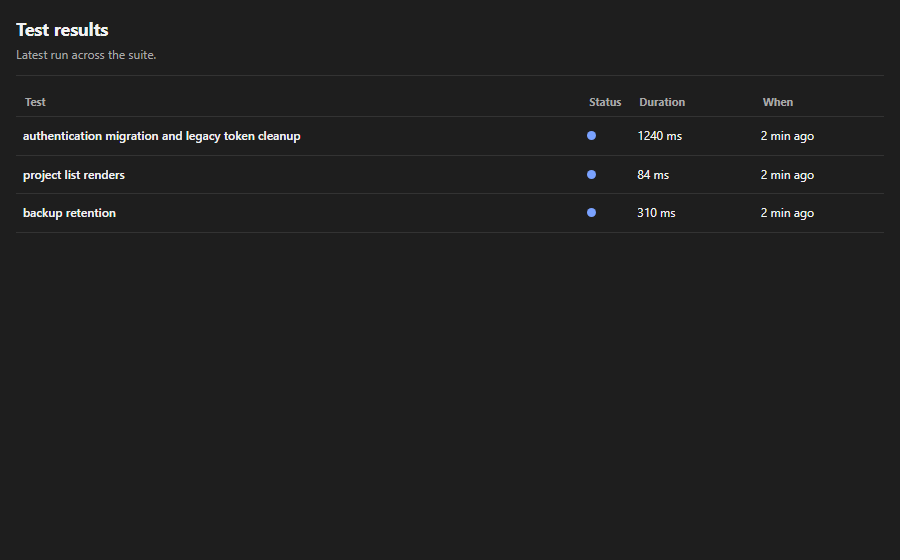 Test results
Latest run across the suite.
Test Status Duration When
authentication migration and legacy token cleanup 1240 ms 2 min ago
project list renders 84 ms 2 min ago
backup retention 310 ms 2 min ago